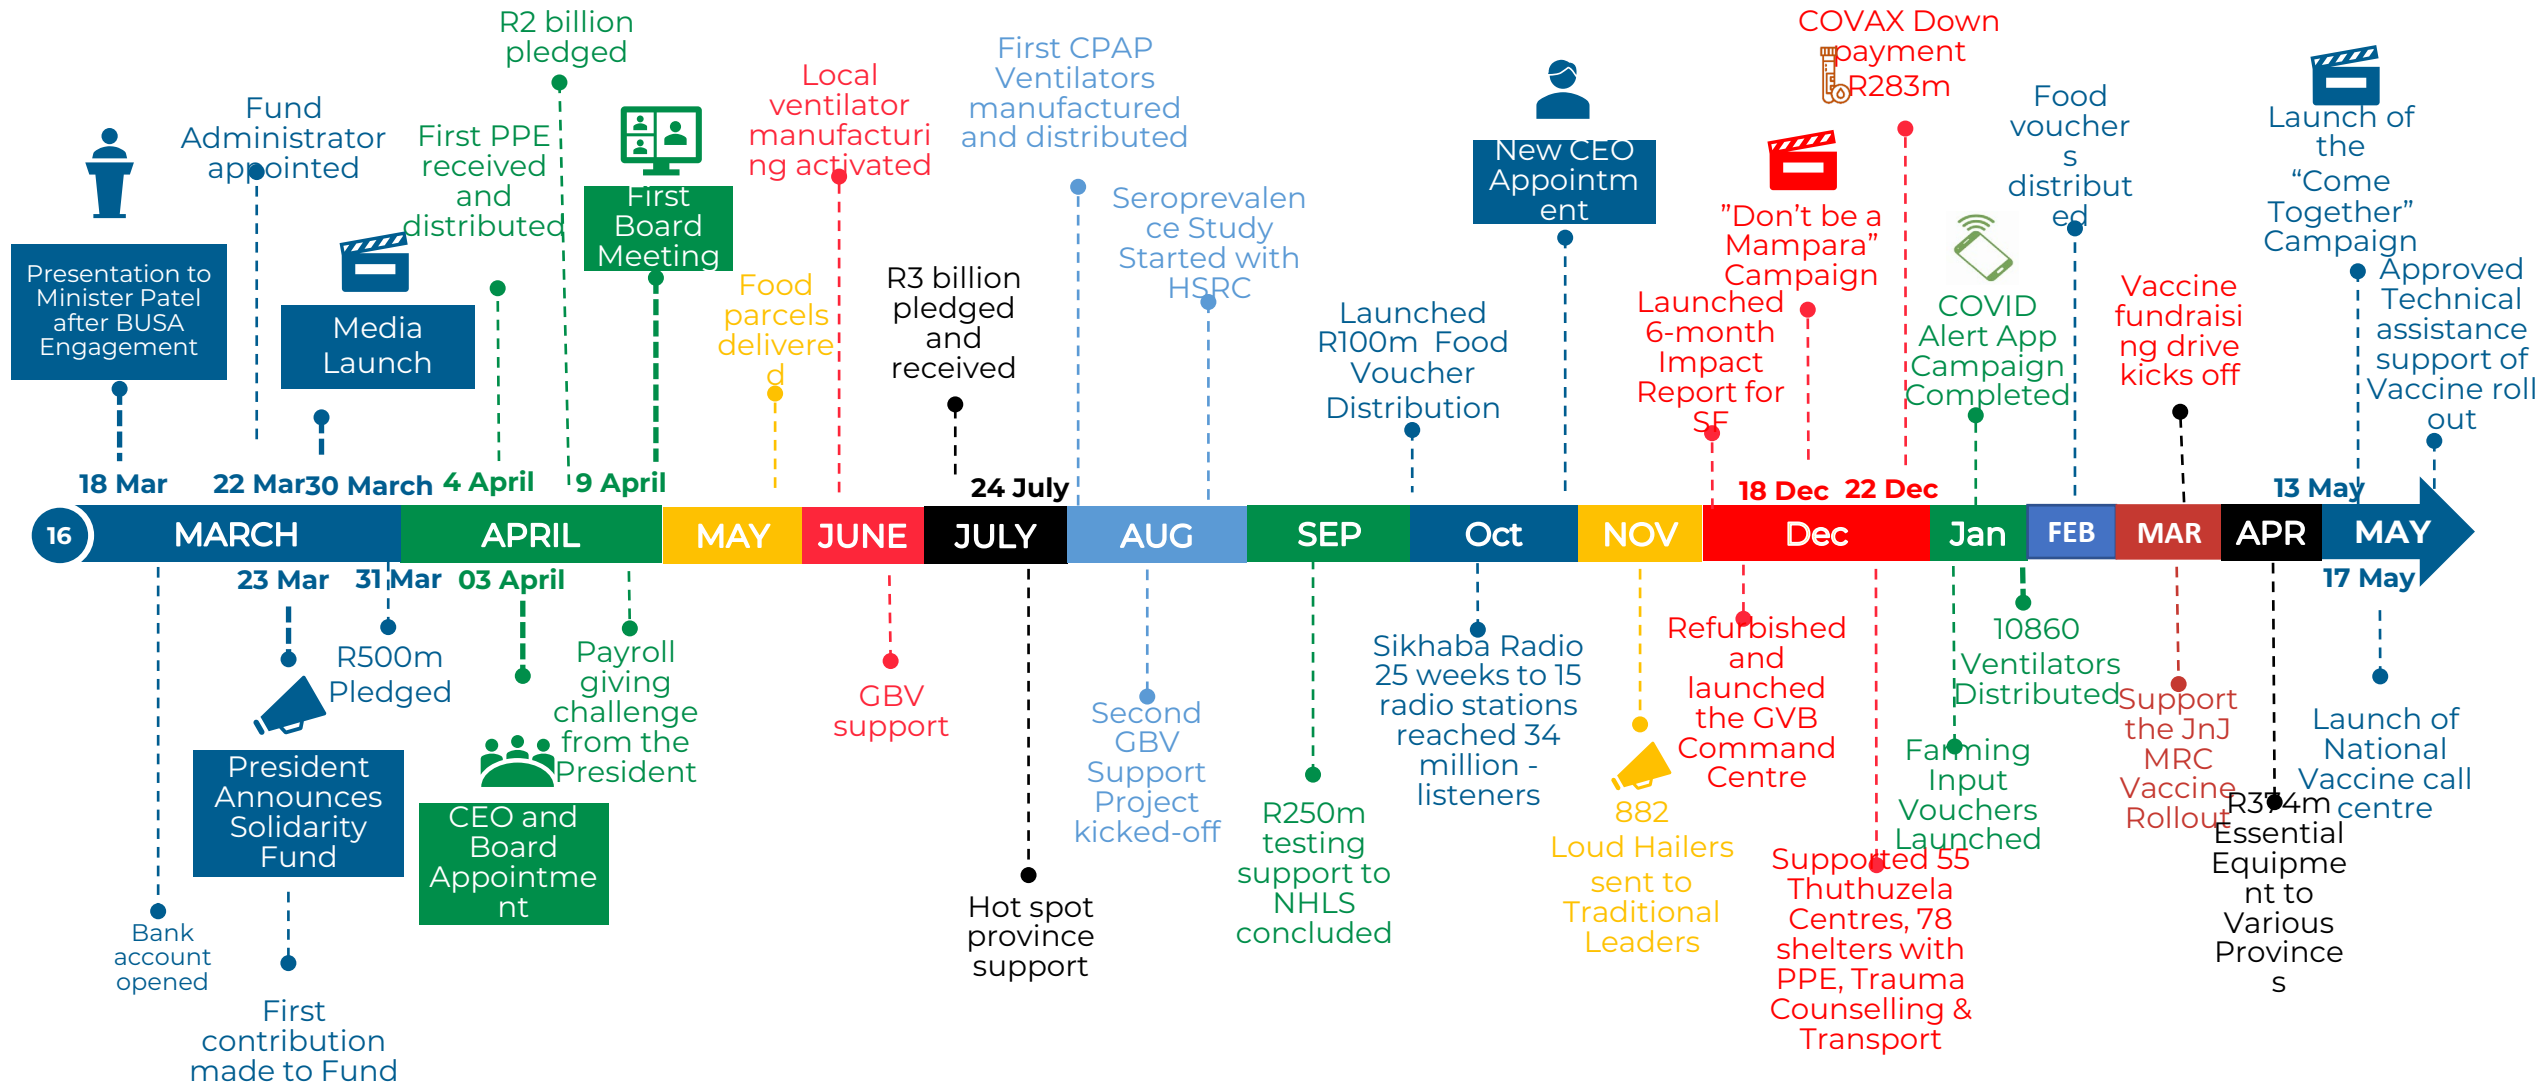 R2 billion
pledged
COVAX Down
payment
R283m
First CPAP
Ventilators
manufactured
and distributed
Local
ventilator
manufacturi
ng activated
Fund
Administrator
appointed
First PPE
received
and
distributed
First
Board
Meeting
New CEO
Appointm
ent
Food
voucher
s
distribut
ed
Launch of
the
“Come
Together”
Campaign
Seroprevalen
ce Study
Started with
HSRC
”Don’t be a
Mampara”
Campaign
Presentation to
Minister Patel
after BUSA
Engagement
Media
Launch
Food
parcels
delivere
d
R3 billion
pledged
and
received
Launched
R100m  Food
Voucher
Distribution
Launched
6-month
Impact
Report for
SF
COVID
Alert App
Campaign
Completed
Vaccine
fundraisi
ng drive
kicks off
Approved
Technical
assistance
support of
Vaccine roll
out
18 Mar
22 Mar
30 March
4 April
9 April
24 July
18 Dec
22 Dec
13 May
16
MARCH
APRIL
MAY
JUNE
JULY
AUG
SEP
Oct
NOV
Dec
Jan
FEB
MAR
APR
MAY
23 Mar
31 Mar
03 April
17 May
R500m
Pledged
Payroll
giving
challenge
from the
President
GBV
support
Second
GBV
Support
Project
kicked-off
Sikhaba Radio
25 weeks to 15
radio stations
reached 34
million -
listeners
Refurbished
and
launched
the GVB
Command
Centre
10860
Ventilators
Distributed
Support
the JnJ
MRC
Vaccine
Rollout
Launch of
National
Vaccine call
centre
President
Announces
Solidarity
Fund
CEO and
Board
Appointme
nt
R250m
testing
support to
NHLS
concluded
882
Loud Hailers
sent to
Traditional
Leaders
Farming
Input
Vouchers
Launched
R374m
Essential
Equipme
nt to
Various
Province
s
Supported 55
Thuthuzela
Centres, 78
shelters with
PPE, Trauma
Counselling &
Transport
Bank
account
opened
Hot spot
province
support
First
contribution
made to Fund